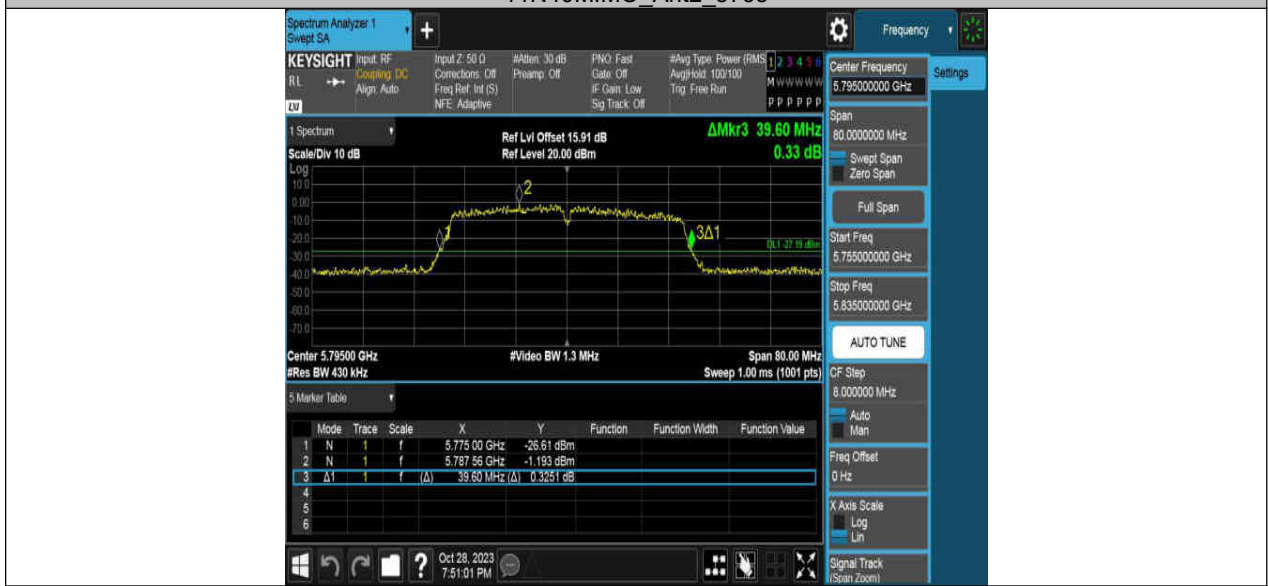 11N40MIMO_Ant2_5795
Spectrum Analyzer 1
Swept SA
+
Frequency
KEYSIGHT
RL
LXI
Input: RF
Coupling: DC
Align: Auto
Input Z: 50 Ω
Corrections: Off
Freq Ref: Int (S)
NFE: Adaptive
#Atten: 30 dB
Preamp: Off
PNO: Fast
Gate: Off
IF Gain: Low
Sig Track: Off
#Avg Type: Power (RMS
Avg|Hold: 100/100
Trig: Free Run
1 2 3 4 5 6
M W W W W W
P P P P P P
Center Frequency
5.795000000 GHz
Settings
1 Spectrum
Ref Lvl Offset 15.91 dB
ΔMkr3 39.60 MHz
Scale/Div 10 dB
Ref Level 20.00 dBm
0.33 dB
Log
10.0
0.00
-10.0
-20.0
-30.0
-40.0
-50.0
-60.0
-70.0
2
3Δ1
DL1 -27.19 dBm
Center 5.79500 GHz
#Video BW 1.3 MHz
Span 80.00 MHz
#Res BW 430 kHz
Sweep 1.00 ms (1001 pts)
Span
80.0000000 MHz
Swept Span
Zero Span
Full Span
Start Freq
5.755000000 GHz
Stop Freq
5.835000000 GHz
AUTO TUNE
CF Step
8.000000 MHz
Auto
Man
Freq Offset
0 Hz
X Axis Scale
Log
Lin
Signal Track
(Span Zoom)
5 Marker Table
Mode Trace Scale X Y Function Function Width Function Value
1 N 1 f 5.775 00 GHz -26.61 dBm
2 N 1 f 5.787 56 GHz -1.193 dBm
3 Δ1 1 f (Δ) 39.60 MHz (Δ) 0.3251 dB
4
5
6
?
Oct 28, 2023
7:51:01 PM